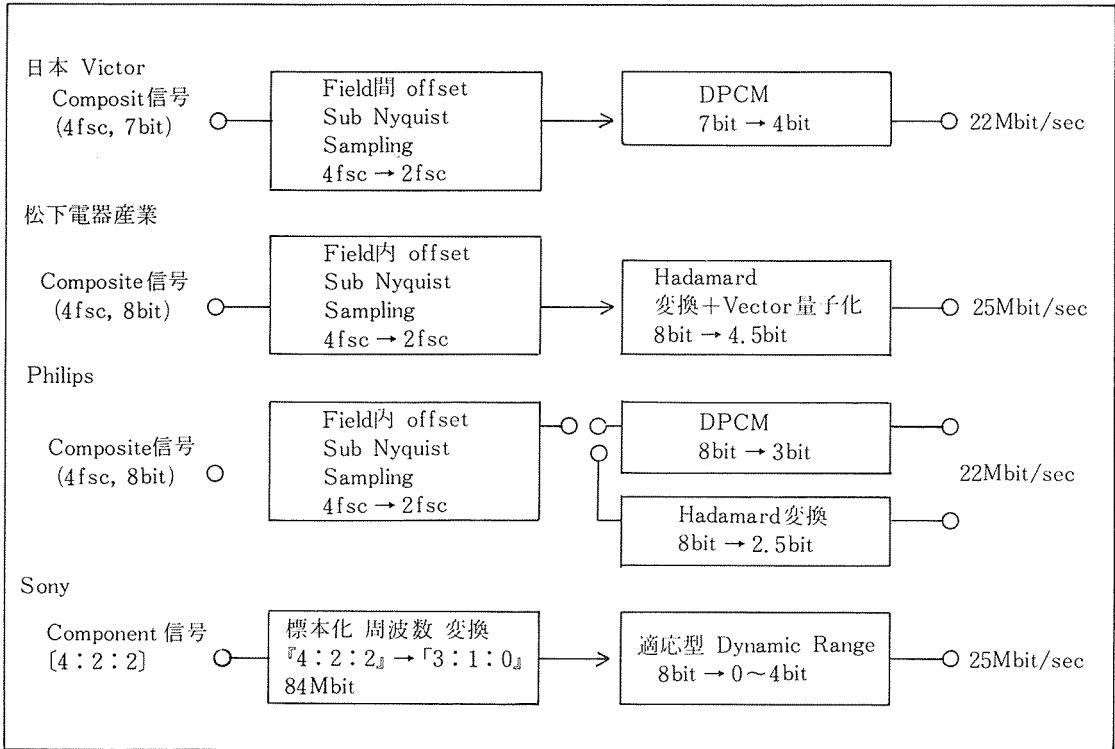 日本 Victor
Composit信号
(4fsc, 7bit)
Field間 offset
Sub Nyquist
Sampling
4fsc → 2fsc
DPCM
7bit → 4bit
22Mbit/sec
松下電器産業
Composite信号
(4fsc, 8bit)
Field内 offset
Sub Nyquist
Sampling
4fsc → 2fsc
Hadamard
変換+Vector量子化
8bit → 4.5bit
25Mbit/sec
Philips
Composite信号
(4fsc, 8bit)
Field内 offset
Sub Nyquist
Sampling
4fsc → 2fsc
DPCM
8bit → 3bit
Hadamard変換
8bit → 2.5bit
22Mbit/sec
Sony
Component 信号
〔4:2:2〕
標本化 周波数 変換
『4:2:2』→「3:1:0』
84Mbit
適応型 Dynamic Range
8bit → 0~4bit
25Mbit/sec